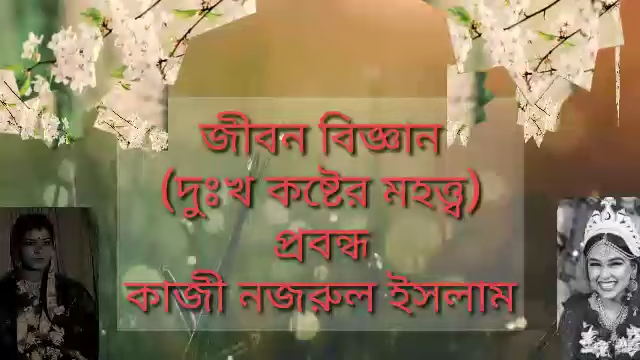 জীবন বিজ্ঞান
(দুঃখ কষ্টের মহত্ত্ব)
প্রবন্ধ
কাজী নজরুল ইসলাম